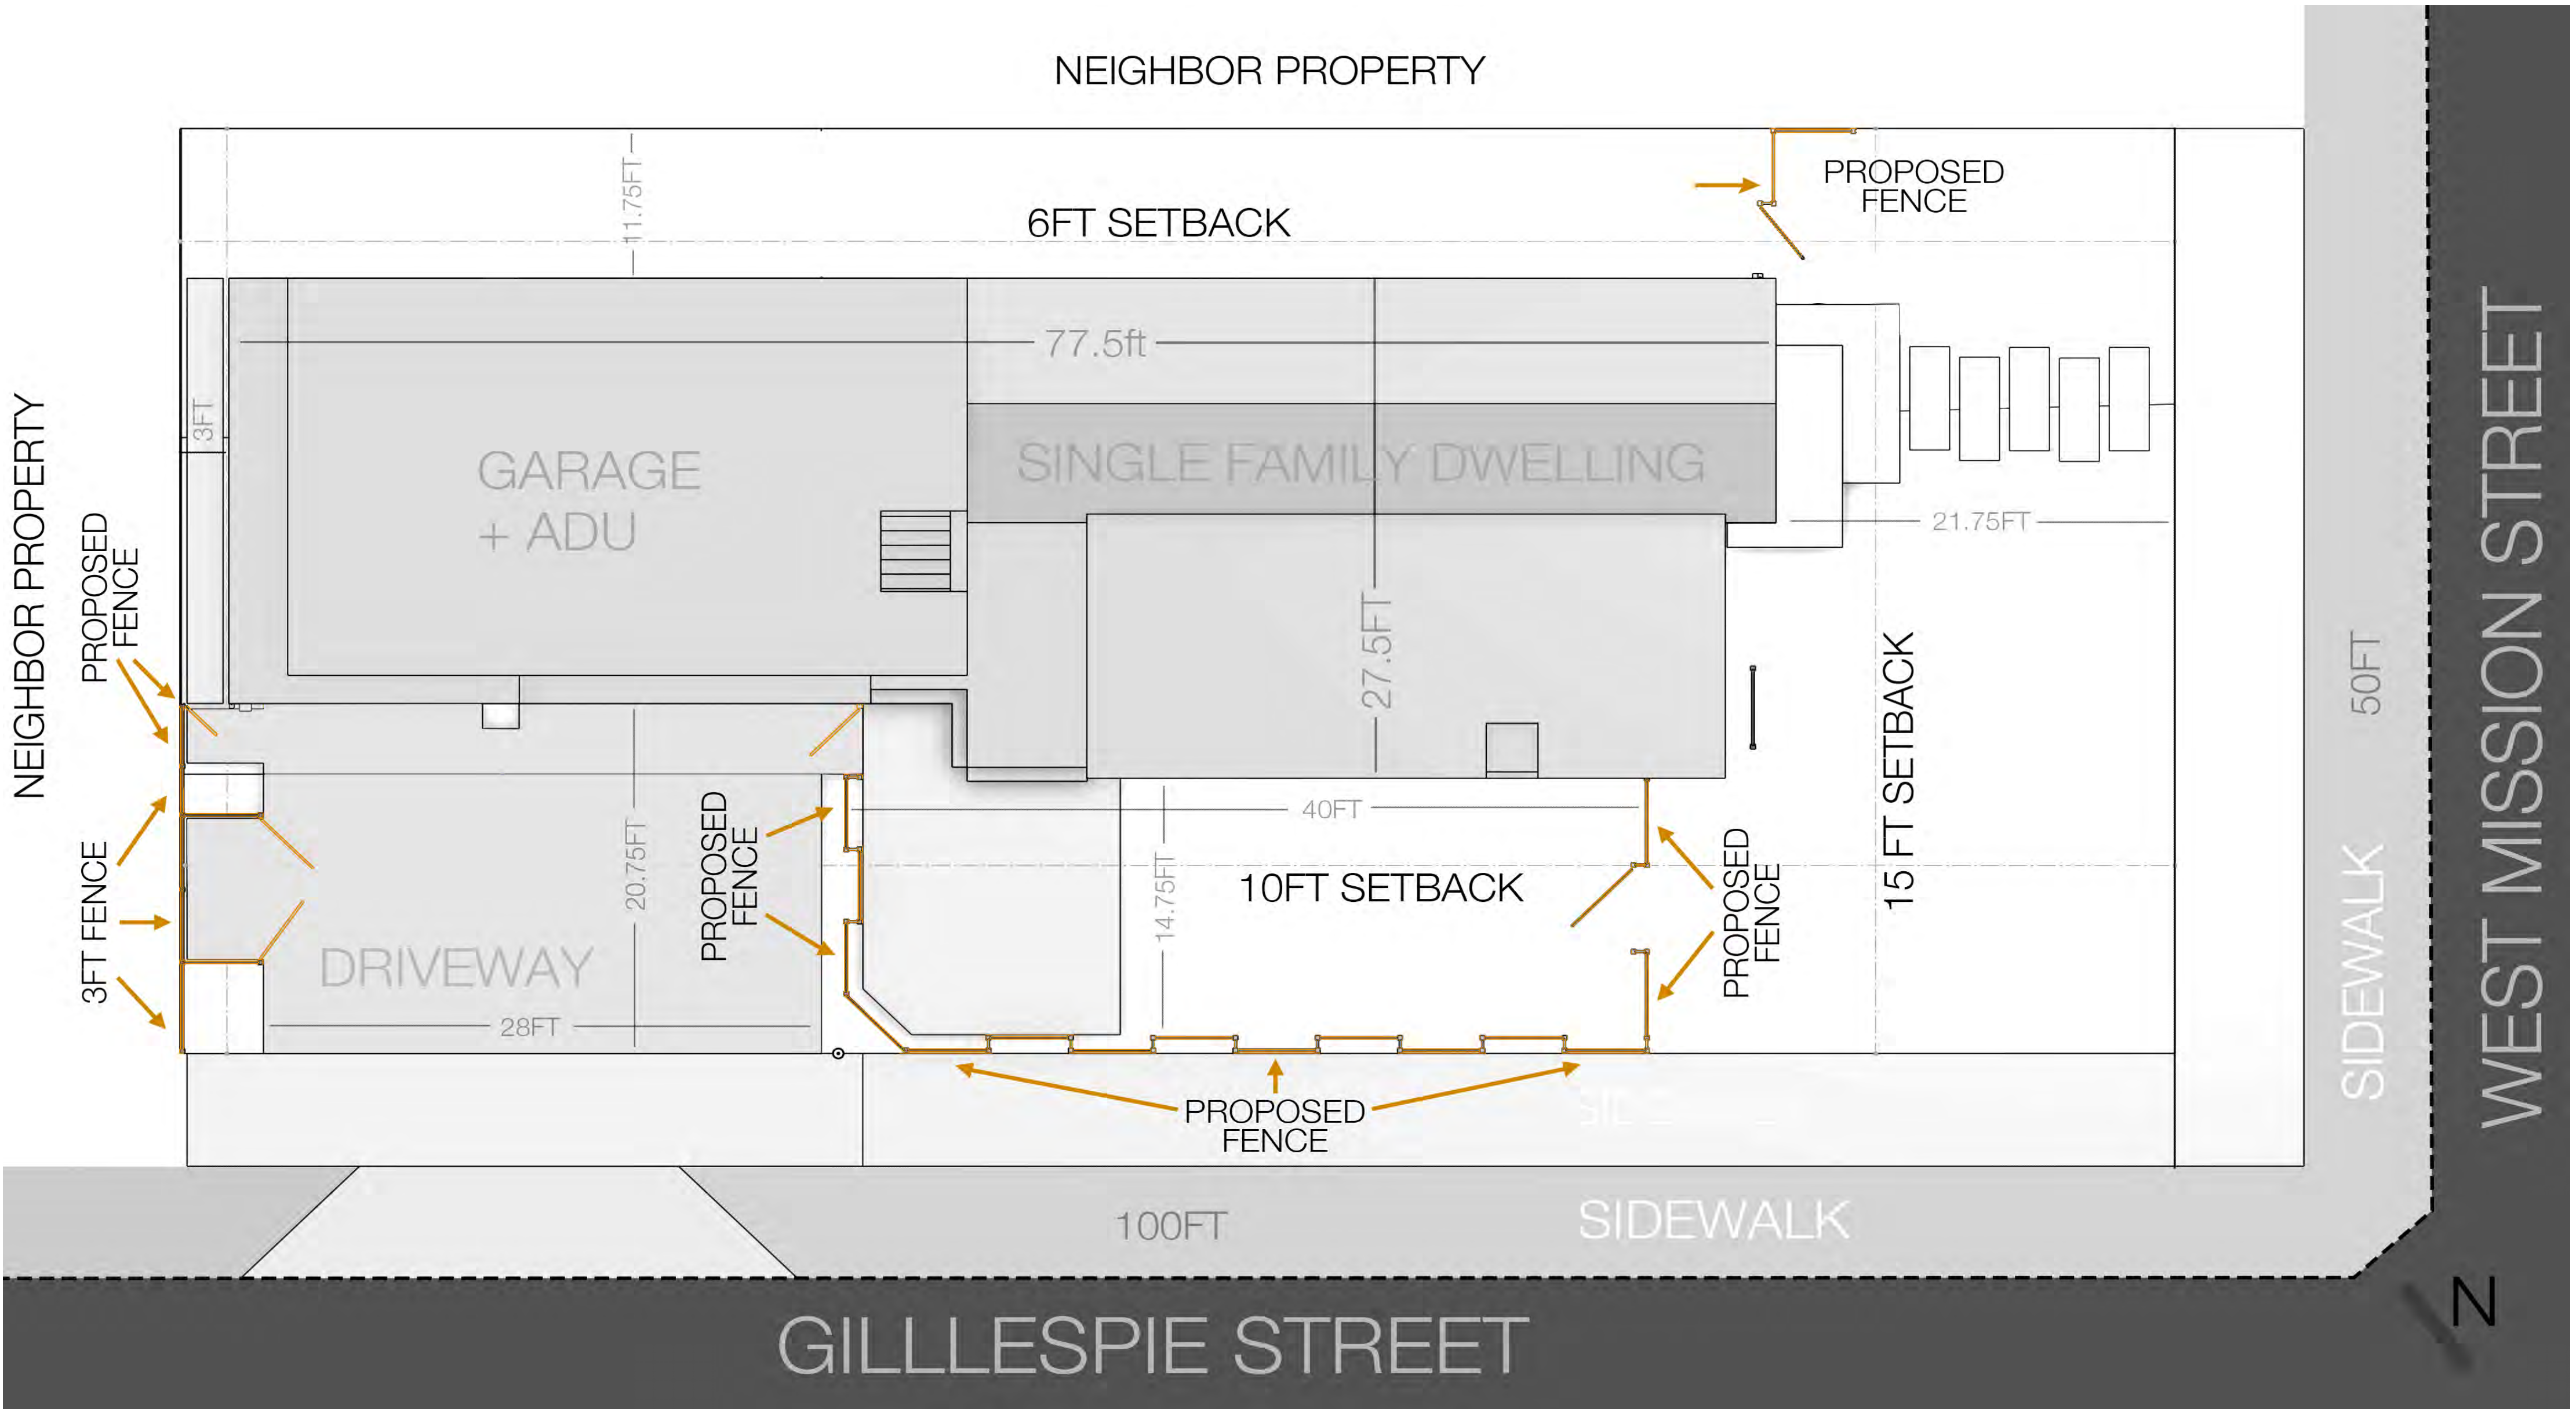 NEIGHBOR PROPERTY
PROPOSED
FENCE
11.75FT
6FT SETBACK
77.5ft
3FT
GARAGE
+ ADU
SINGLE FAMILY DWELLING
21.75FT
NEIGHBOR PROPERTY
PROPOSED
FENCE
27.5FT
15FT SETBACK
50FT
WEST MISSION STREET
SIDEWALK
3FT FENCE
20.75FT
PROPOSED
FENCE
40FT
14.75FT
10FT SETBACK
PROPOSED
FENCE
DRIVEWAY
28FT
PROPOSED
FENCE
100FT
SIDEWALK
GILLLESPIE STREET
N